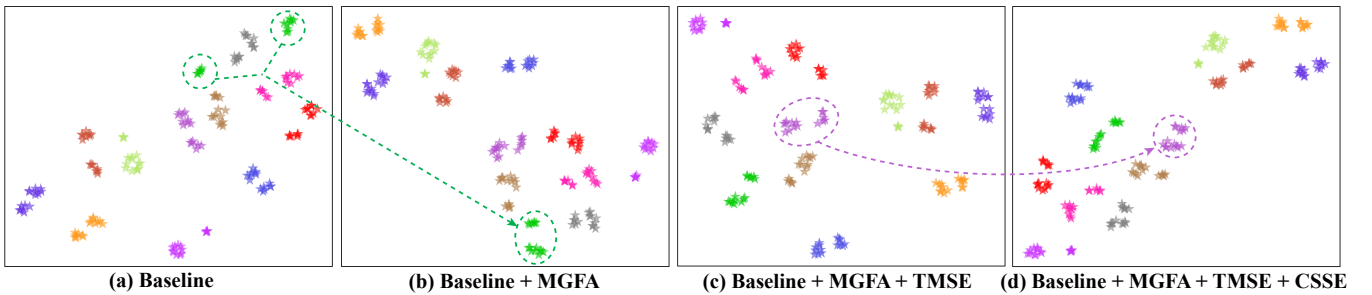 (a) Baseline
(b) Baseline + MGFA
(c) Baseline + MGFA + TMSE
(d) Baseline + MGFA + TMSE + CSSE